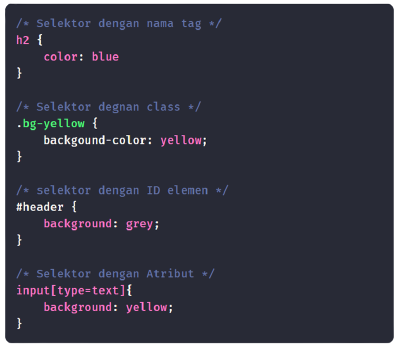 /* Selektor dengan nama tag */
h2 {
    color: blue
}
/* Selektor degnan class */
.bg-yellow {
    backgound-color: yellow;
}
/* selektor dengan ID elemen */
#header {
    background: grey;
}
/* Selektor dengan Atribut */
input[type=text]{
    background: yellow;
}